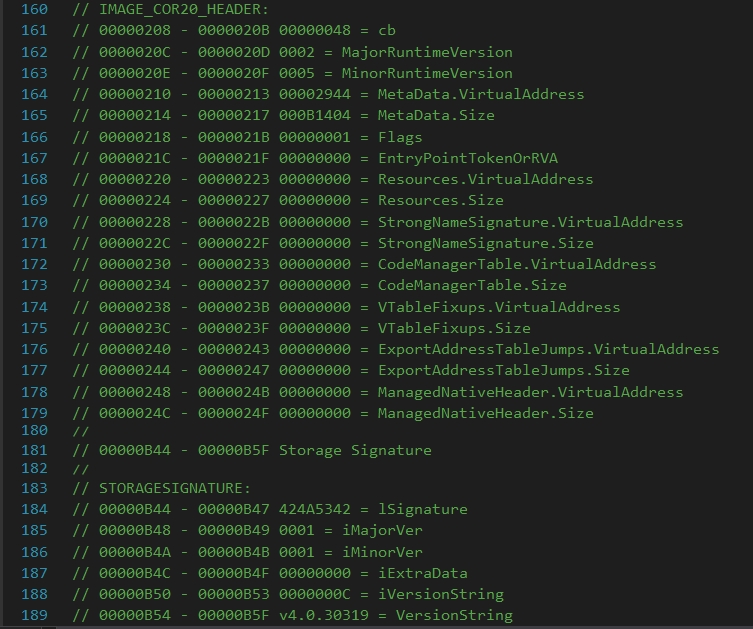 160 // IMAGE_COR20_HEADER:
161 // 00000208 - 0000020B 00000048 = cb
162 // 0000020C - 0000020D 0002 = MajorRuntimeVersion
163 // 0000020E - 0000020F 0005 = MinorRuntimeVersion
164 // 00000210 - 00000213 00002944 = MetaData.VirtualAddress
165 // 00000214 - 00000217 000B1404 = MetaData.Size
166 // 00000218 - 0000021B 00000001 = Flags
167 // 0000021C - 0000021F 00000000 = EntryPointTokenOrRVA
168 // 00000220 - 00000223 00000000 = Resources.VirtualAddress
169 // 00000224 - 00000227 00000000 = Resources.Size
170 // 00000228 - 0000022B 00000000 = StrongNameSignature.VirtualAddress
171 // 0000022C - 0000022F 00000000 = StrongNameSignature.Size
172 // 00000230 - 00000233 00000000 = CodeManagerTable.VirtualAddress
173 // 00000234 - 00000237 00000000 = CodeManagerTable.Size
174 // 00000238 - 0000023B 00000000 = VTableFixups.VirtualAddress
175 // 0000023C - 0000023F 00000000 = VTableFixups.Size
176 // 00000240 - 00000243 00000000 = ExportAddressTableJumps.VirtualAddress
177 // 00000244 - 00000247 00000000 = ExportAddressTableJumps.Size
178 // 00000248 - 0000024B 00000000 = ManagedNativeHeader.VirtualAddress
179 // 0000024C - 0000024F 00000000 = ManagedNativeHeader.Size
180 //
181 // 00000B44 - 00000B5F Storage Signature
182 //
183 // STORAGESIGNATURE:
184 // 00000B44 - 00000B47 424A5342 = lSignature
185 // 00000B48 - 00000B49 0001 = iMajorVer
186 // 00000B4A - 00000B4B 0001 = iMinorVer
187 // 00000B4C - 00000B4F 00000000 = iExtraData
188 // 00000B50 - 00000B53 0000000C = iVersionString
189 // 00000B54 - 00000B5F v4.0.30319 = VersionString